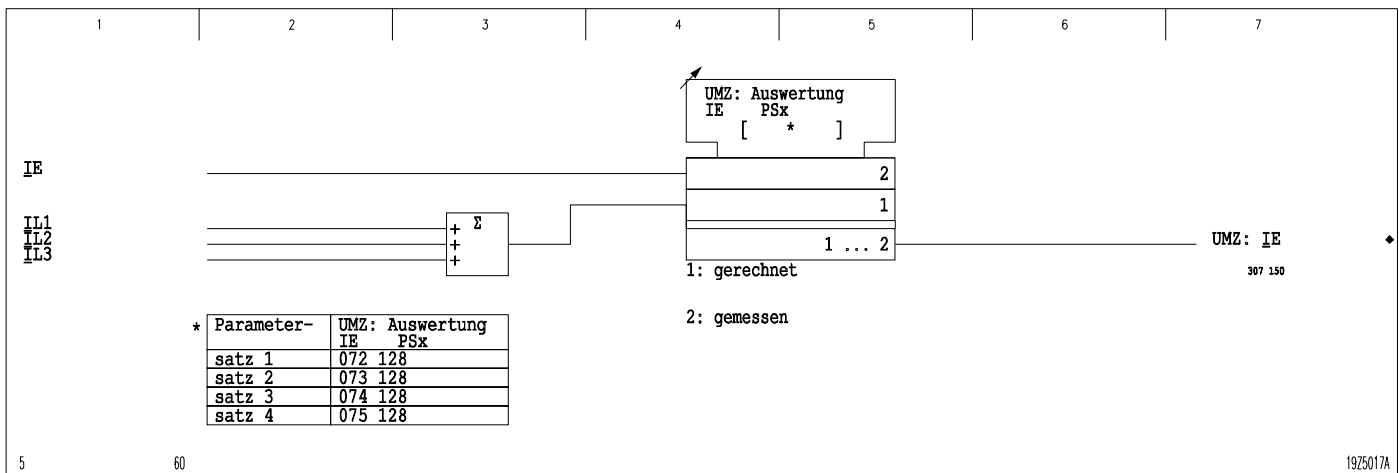 1 2 3 4 5 6 7
UMZ: Auswertung
IE PSx
[ * ]
IE
2
1
IL1
IL2
IL3
+ Σ
+
+
1 ... 2
UMZ: IE
307 150
1: gerechnet
2: gemessen
* Parameter- UMZ: Auswertung
IE PSx
satz 1 072 128
satz 2 073 128
satz 3 074 128
satz 4 075 128
5 60 19Z5017A